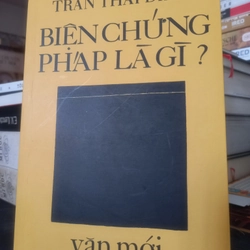 TRẦN THÁI
BIỆN CHỨNG
PHÁP LÀ GÌ ?
văn mới